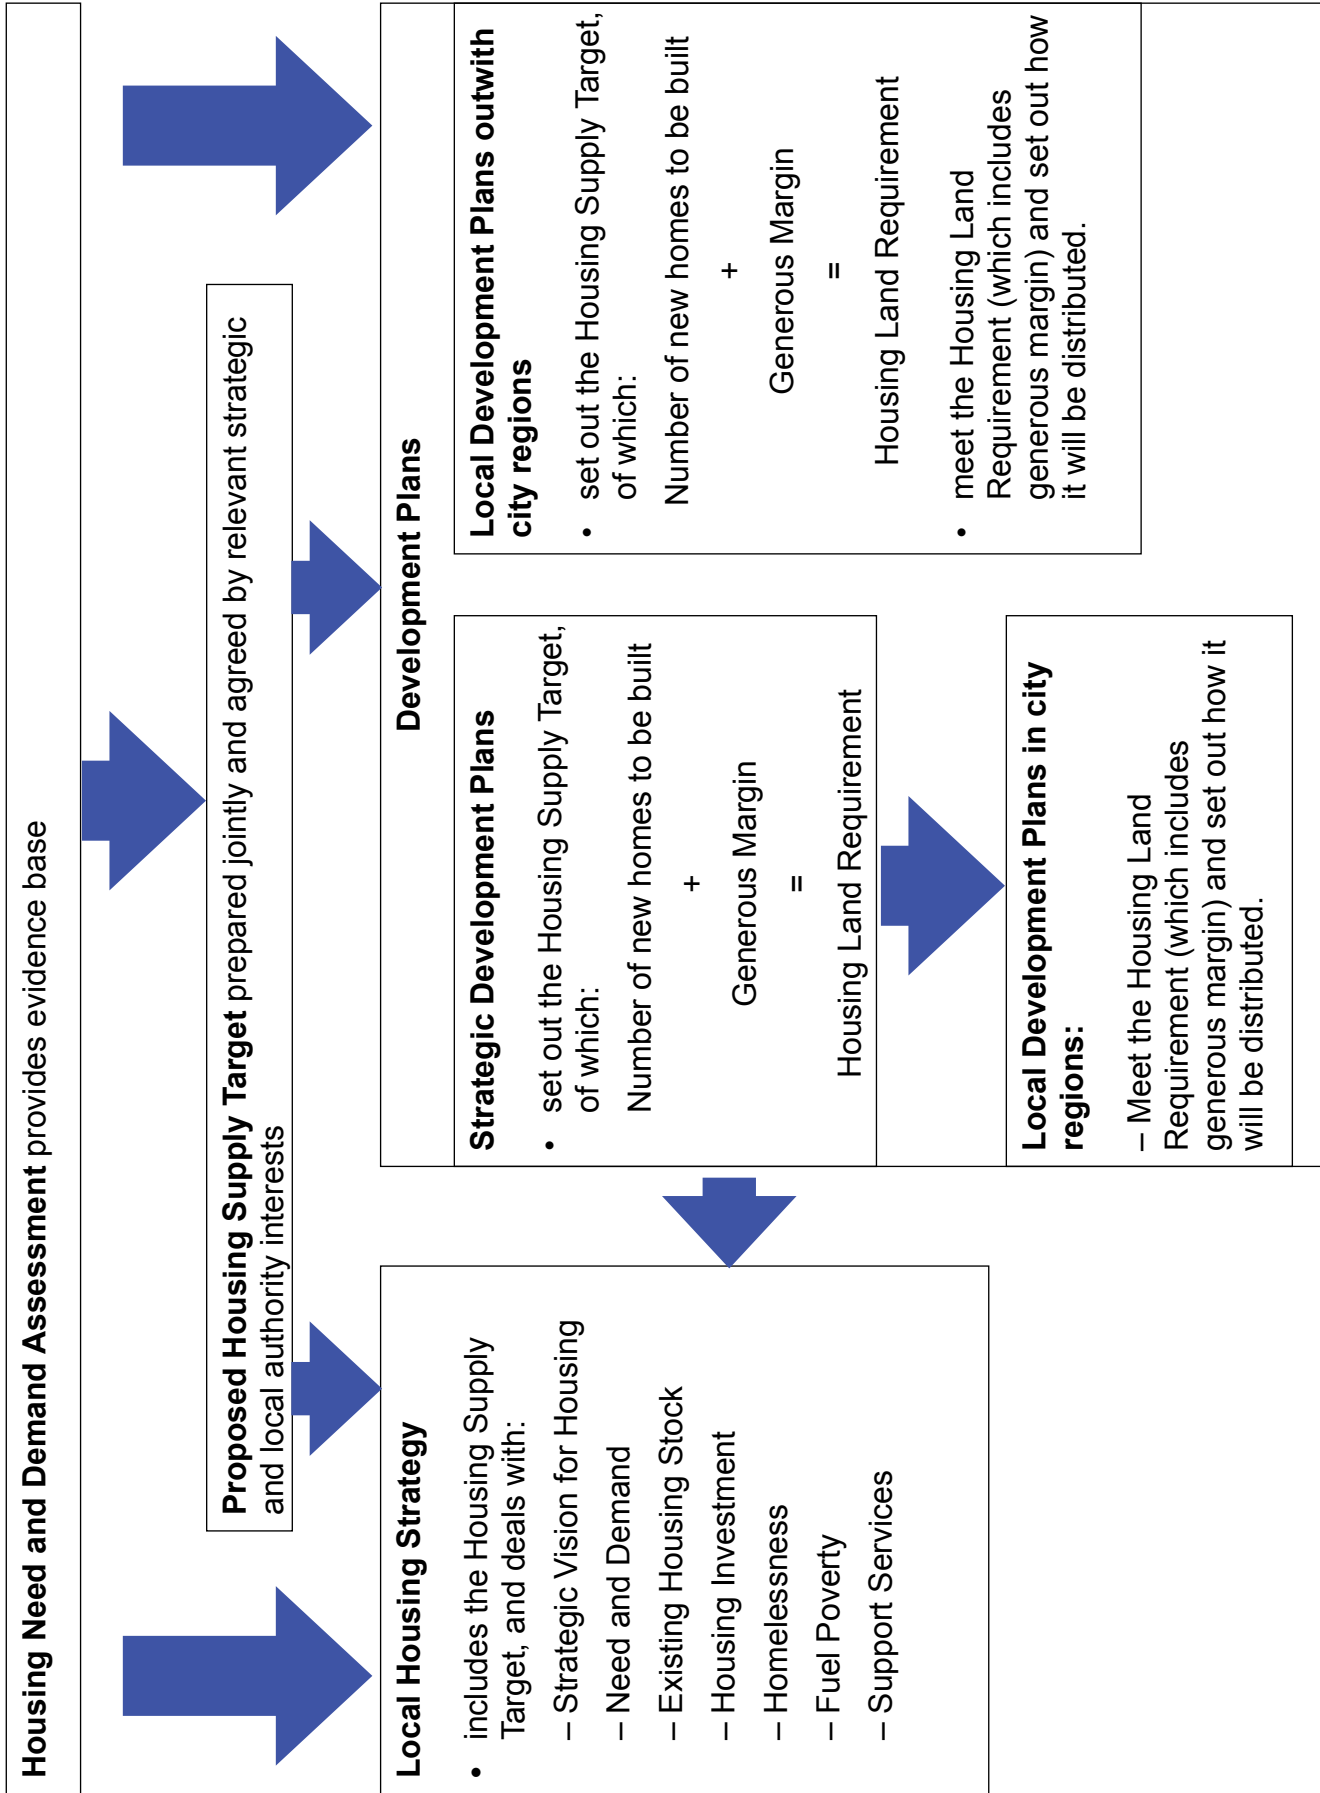 Housing Need and Demand Assessment provides evidence base
Proposed Housing Supply Target prepared jointly and agreed by relevant strategic
and local authority interests
Local Housing Strategy
• includes the Housing Supply
Target, and deals with:
– Strategic Vision for Housing
– Need and Demand
– Existing Housing Stock
– Housing Investment
– Homelessness
– Fuel Poverty
– Support Services
Development Plans
Strategic Development Plans
• set out the Housing Supply Target,
of which:
Number of new homes to be built
+
Generous Margin
=
Housing Land Requirement
Local Development Plans in city
regions:
– Meet the Housing Land
Requirement (which includes
generous margin) and set out how it
will be distributed.
Local Development Plans outwith
city regions
• set out the Housing Supply Target,
of which:
Number of new homes to be built
+
Generous Margin
=
Housing Land Requirement
• meet the Housing Land
Requirement (which includes
generous margin) and set out how
it will be distributed.